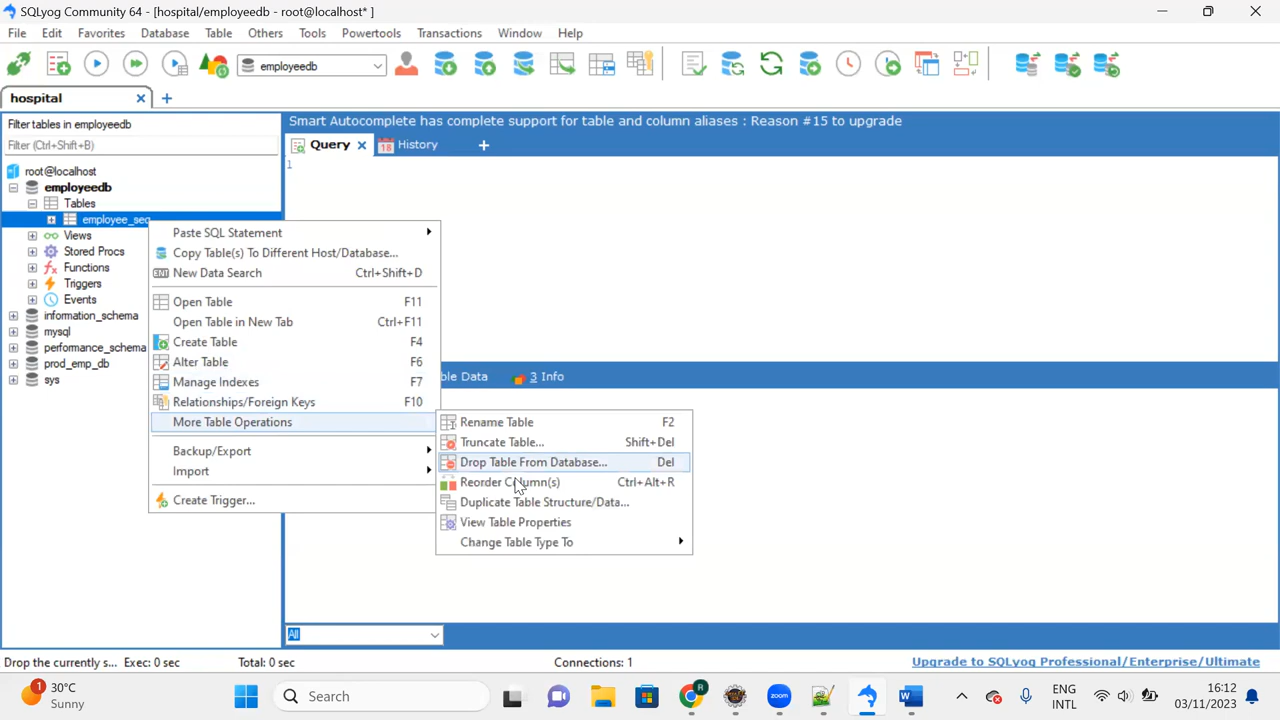 SQLyog Community 64 - [hospital/employeedb - root@localhost* ]
File Edit Favorites Database Table Others Tools Powertools Transactions Window Help
employeedb
hospital
Filter tables in employeedb
Filter (Ctrl+Shift+B)
root@localhost
employeedb
Tables
employee_seq
Views
Stored Procs
Functions
Triggers
Events
information_schema
mysql
performance_schema
prod_emp_db
sys
Smart Autocomplete has complete support for table and column aliases : Reason #15 to upgrade
Query
18 History
1
Paste SQL Statement
Copy Table(s) To Different Host/Database...
New Data Search Ctrl+Shift+D
Open Table F11
Open Table in New Tab Ctrl+F11
Create Table F4
Alter Table F6
Manage Indexes F7
Relationships/Foreign Keys F10
More Table Operations
Backup/Export
Import
Create Trigger...
ble Data 3 Info
Rename Table F2
Truncate Table... Shift+Del
Drop Table From Database... Del
Reorder Column(s) Ctrl+Alt+R
Duplicate Table Structure/Data...
View Table Properties
Change Table Type To
All
Drop the currently s... Exec: 0 sec Total: 0 sec Connections: 1 Upgrade to SQLyog Professional/Enterprise/Ultimate
1
30°C
Sunny
Search
R
ENG
INTL
16:12
03/11/2023